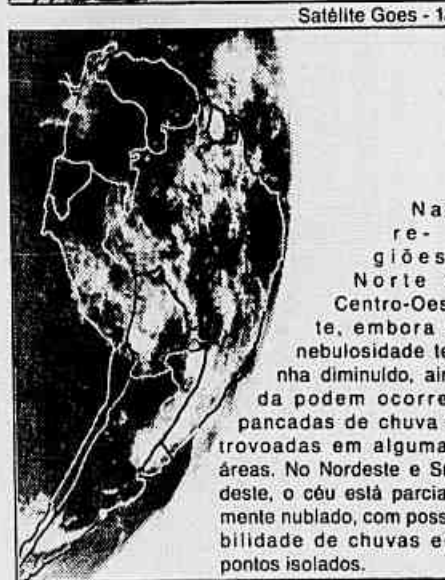 Satélite Goes - 1
Na
re-
giões
Norte
Centro-Oes
te, embora
nebulosidade te
nha diminuído, ain
da podem ocorre
pancadas de chuva
trovoadas em alguma
áreas. No Nordeste e Su
deste, o céu está parcia
mente nublado, com poss
bilidade de chuvas e
pontos isolados.